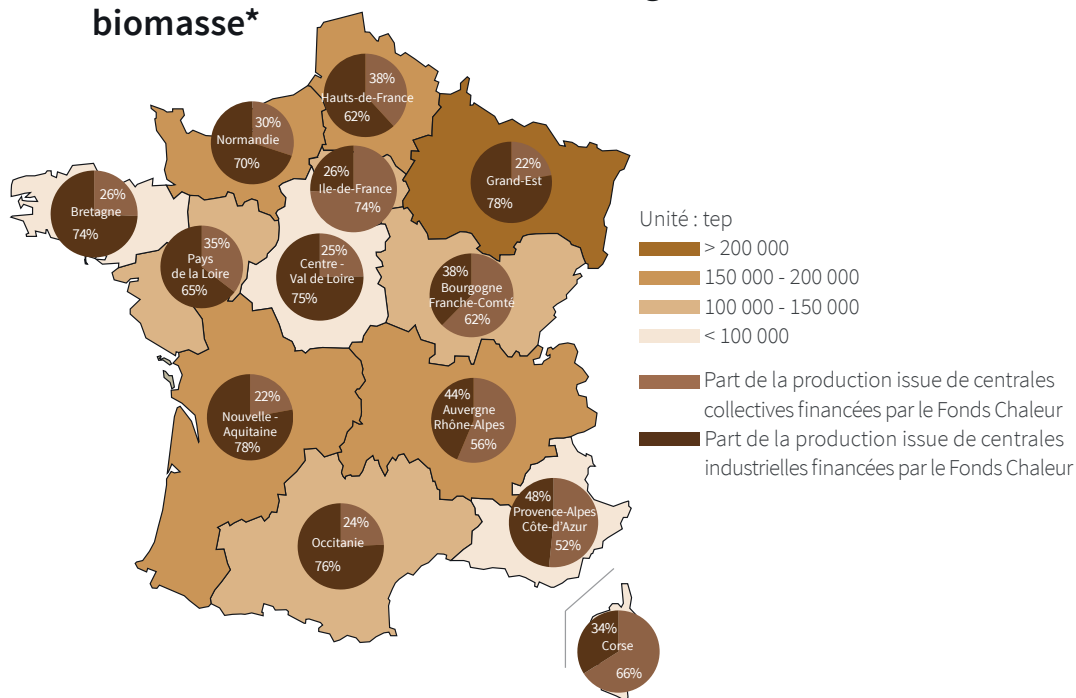 biomasse*
38%
Hauts-de-France
62%
30%
Normandie
70%
26%
Ile-de-France
74%
22%
Grand-Est
78%
26%
Bretagne
74%
35%
Pays
de la Loire
65%
25%
Centre -
Val de Loire
75%
38%
Bourgogne
Franche-Comté
62%
22%
Nouvelle -
Aquitaine
78%
44%
Auvergne
Rhône-Alpes
56%
24%
Occitanie
76%
48%
Provence-Alpes
Côte-d'Azur
52%
34%
Corse
66%
Unité : tep
> 200 000
150 000 - 200 000
100 000 - 150 000
< 100 000
Part de la production issue de centrales
collectives financées par le Fonds Chaleur
Part de la production issue de centrales
industrielles financées par le Fonds Chaleur